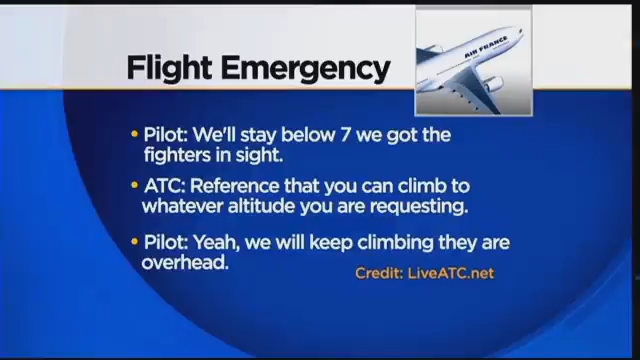 Flight Emergency
AIR FRANCE
• Pilot: We'll stay below 7 we got the
fighters in sight.
• ATC: Reference that you can climb to
whatever altitude you are requesting.
• Pilot: Yeah, we will keep climbing they are
overhead.
Credit: LiveATC.net